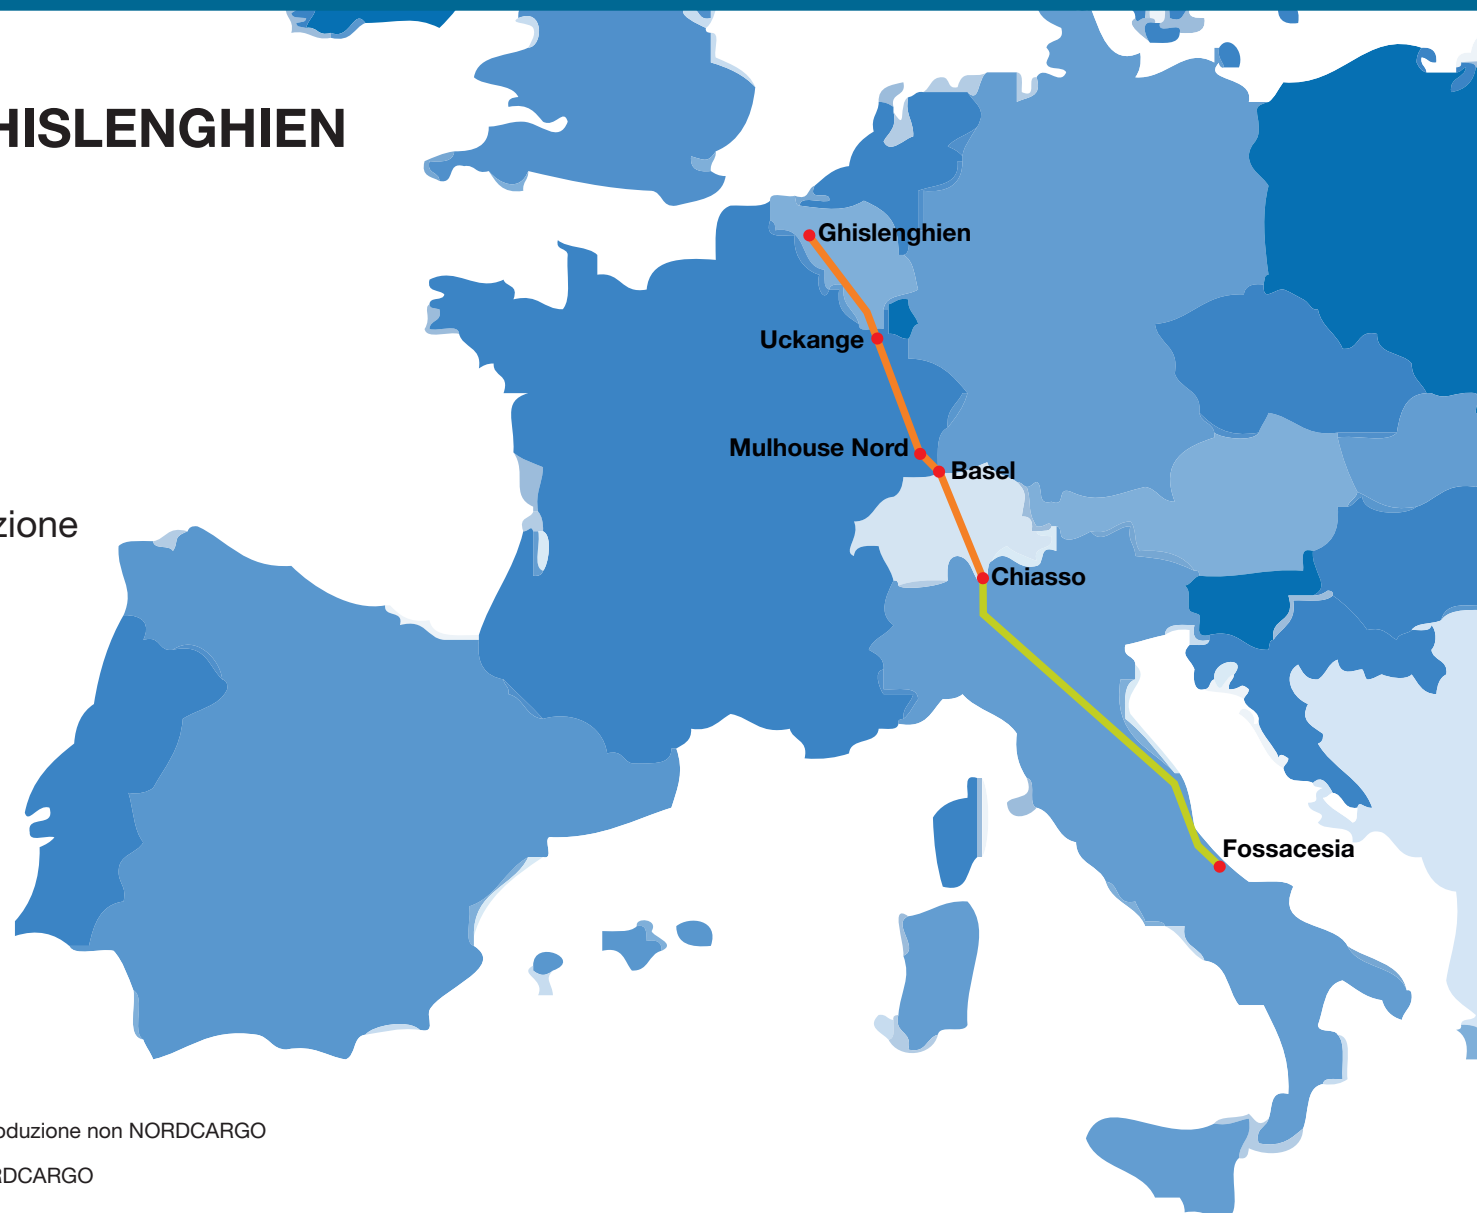 HISLENGHIEN
Ghislenghien
Uckange
Mulhouse Nord
Basel
zione
Chiasso
Fossacesia
oduzione non NORDCARGO
RDCARGO